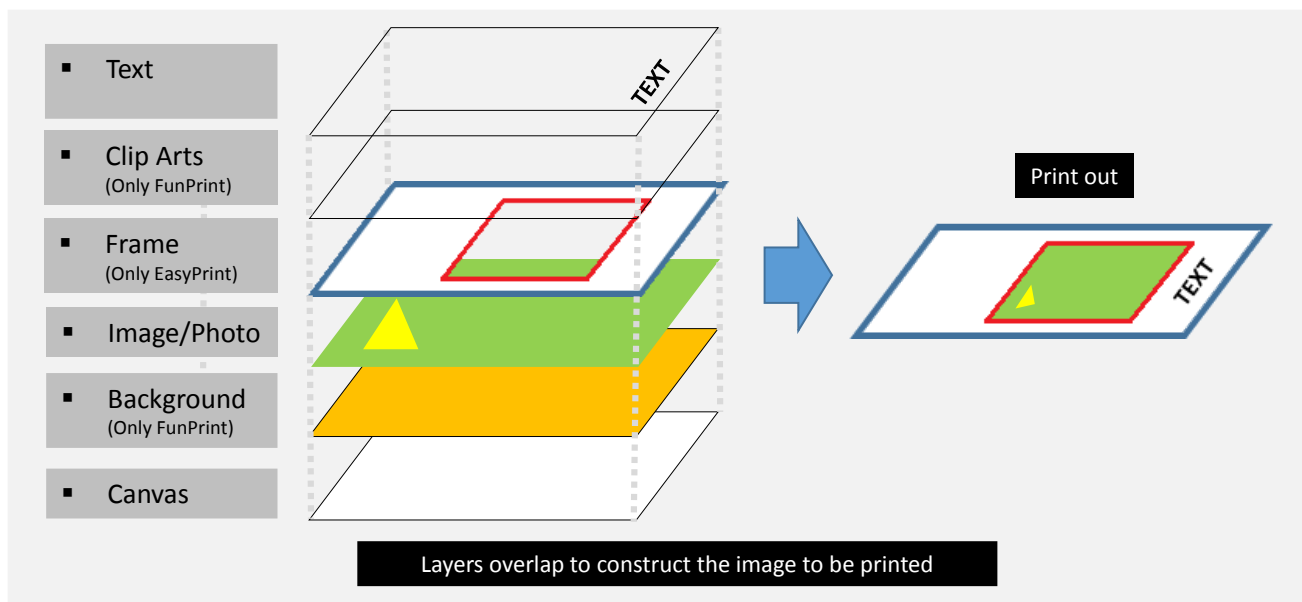 ▪ Text
▪ Clip Arts
(Only FunPrint)
▪ Frame
(Only EasyPrint)
▪ Image/Photo
▪ Background
(Only FunPrint)
▪ Canvas
TEXT
Print out
TEXT
Layers overlap to construct the image to be printed